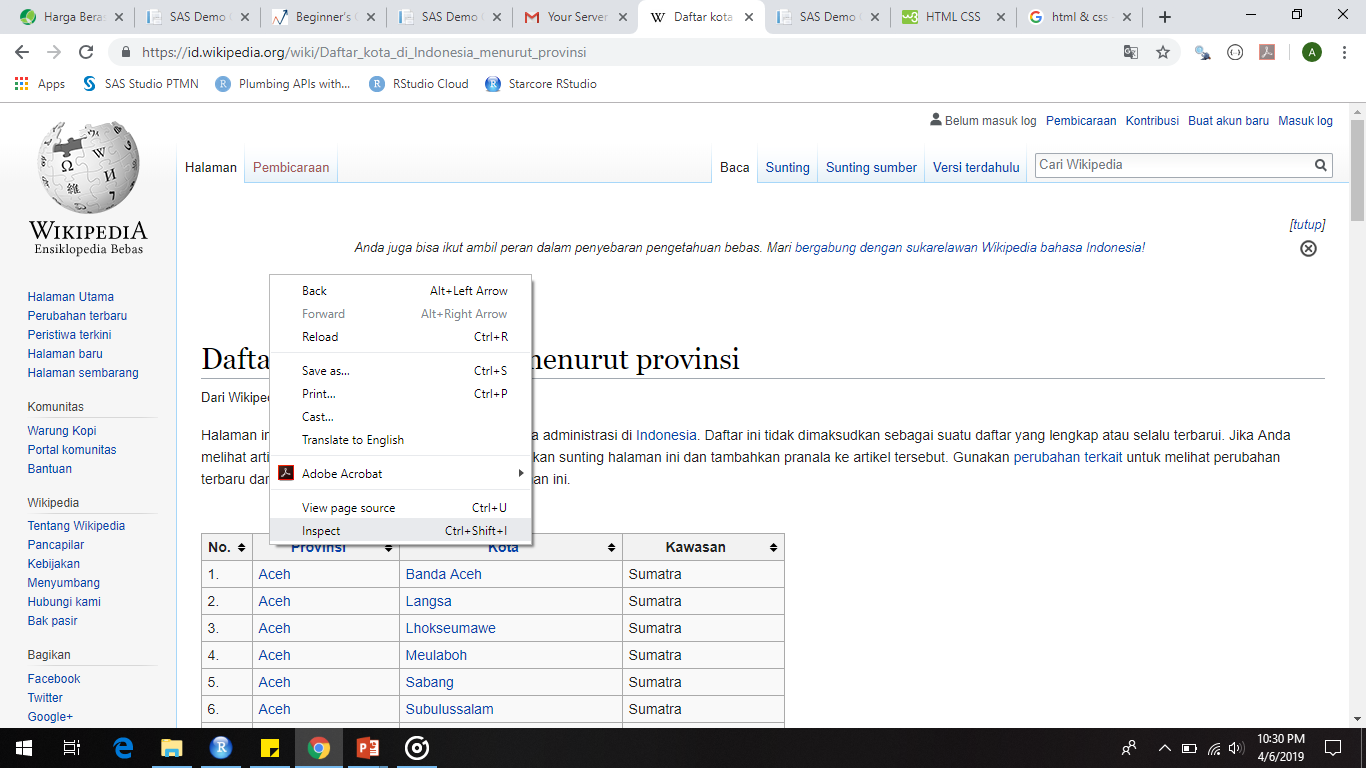 Harga Beras
SAS Demo
Beginner's
SAS Demo
Your Server
Daftar kota
SAS Demo
HTML CSS
html & css
https://id.wikipedia.org/wiki/Daftar_kota_di_Indonesia_menurut_provinsi
A
Apps SAS Studio PTMN Plumbing APIs with... RStudio Cloud Starcore RStudio
Belum masuk log Pembicaraan Kontribusi Buat akun baru Masuk log
Halaman Pembicaraan Baca Sunting Sunting sumber Versi terdahulu Cari Wikipedia
WIKIPEDIA
Ensiklopedia Bebas
[tutup]
Anda juga bisa ikut ambil peran dalam penyebaran pengetahuan bebas. Mari bergabung dengan sukarelawan Wikipedia bahasa Indonesia!
Halaman Utama
Perubahan terbaru
Peristiwa terkini
Halaman baru
Halaman sembarang
Komunitas
Warung Kopi
Portal komunitas
Bantuan
Wikipedia
Tentang Wikipedia
Pancapilar
Kebijakan
Menyumbang
Hubungi kami
Bak pasir
Bagikan
Facebook
Twitter
Google+
Back Alt+Left Arrow
Forward Alt+Right Arrow
Reload Ctrl+R
Save as... Ctrl+S
Print... Ctrl+P
Cast...
Translate to English
Adobe Acrobat
View page source Ctrl+U
Inspect Ctrl+Shift+I
menurut provinsi
Dari
Halaman administrasi di Indonesia. Daftar ini tidak dimaksudkan sebagai suatu daftar yang lengkap atau selalu terbarui. Jika Anda
melihat sunting halaman ini dan tambahkan pranala ke artikel tersebut. Gunakan perubahan terkait untuk melihat perubahan
terbaru ini.
No. Provinsi Kota Kawasan
1. Aceh Banda Aceh Sumatra
2. Aceh Langsa Sumatra
3. Aceh Lhokseumawe Sumatra
4. Aceh Meulaboh Sumatra
5. Aceh Sabang Sumatra
6. Aceh Subulussalam Sumatra
10:30 PM
4/6/2019